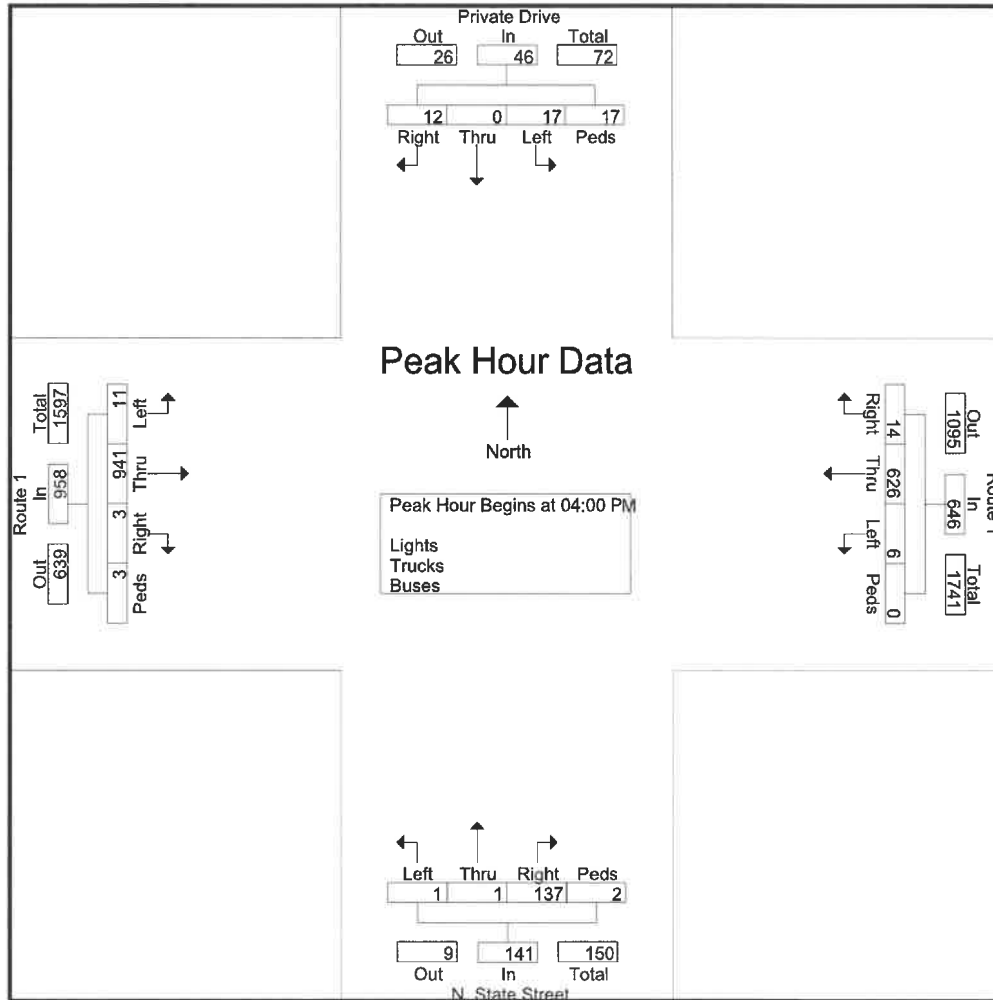 Private Drive
Out In Total
26 46 72
12 0 17 17
Right Thru Left Peds
Peak Hour Data
North
Peak Hour Begins at 04:00 PM
Lights
Trucks
Buses
Route 1
Total In Out
1597 958 639
11 941 3 3
Left Thru Right Peds
Right Thru Left Peds
14 626 6 0
Out In Total
1095 646 1741
Route 1
Left Thru Right Peds
1 1 137 2
9 141 150
Out In Total
N. State Street